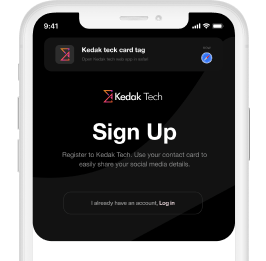 9:41
Kedak teck card tag
Open Kedak tech web app to enter
Kedak Tech
Sign Up
Register to Kedak Tech. Use your contact card to
easily share your social media details.
I already have an account, Log in